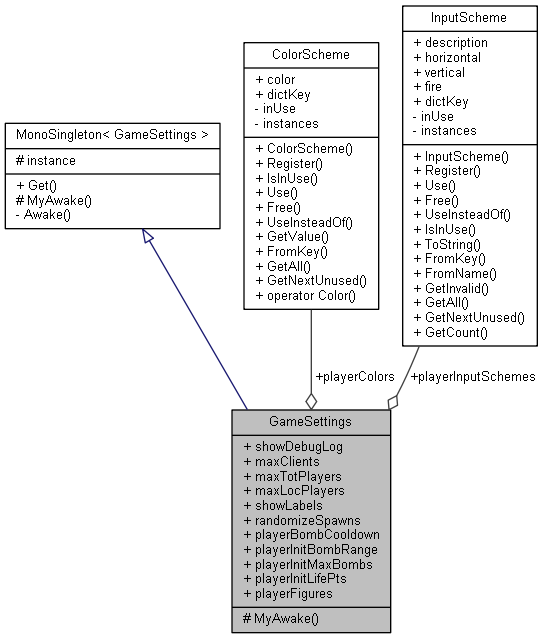 MonoSingleton< GameSettings >
# instance
+ Get()
# MyAwake()
- Awake()
ColorScheme
+ color
+ dictKey
- inUse
- instances
+ ColorScheme()
+ Register()
+ IsInUse()
+ Use()
+ Free()
+ UseInsteadOf()
+ GetValue()
+ FromKey()
+ GetAll()
+ GetNextUnused()
+ operator Color()
InputScheme
+ description
+ horizontal
+ vertical
+ fire
+ dictKey
- inUse
- instances
+ InputScheme()
+ Register()
+ Use()
+ Free()
+ UseInsteadOf()
+ IsInUse()
+ ToString()
+ FromKey()
+ FromName()
+ GetInvalid()
+ GetAll()
+ GetNextUnused()
+ GetCount()
+playerColors
+playerInputSchemes
GameSettings
+ showDebugLog
+ maxClients
+ maxTotPlayers
+ maxLocPlayers
+ showLabels
+ randomizeSpawns
+ playerBombCooldown
+ playerInitBombRange
+ playerInitMaxBombs
+ playerInitLifePts
+ playerFigures
# MyAwake()